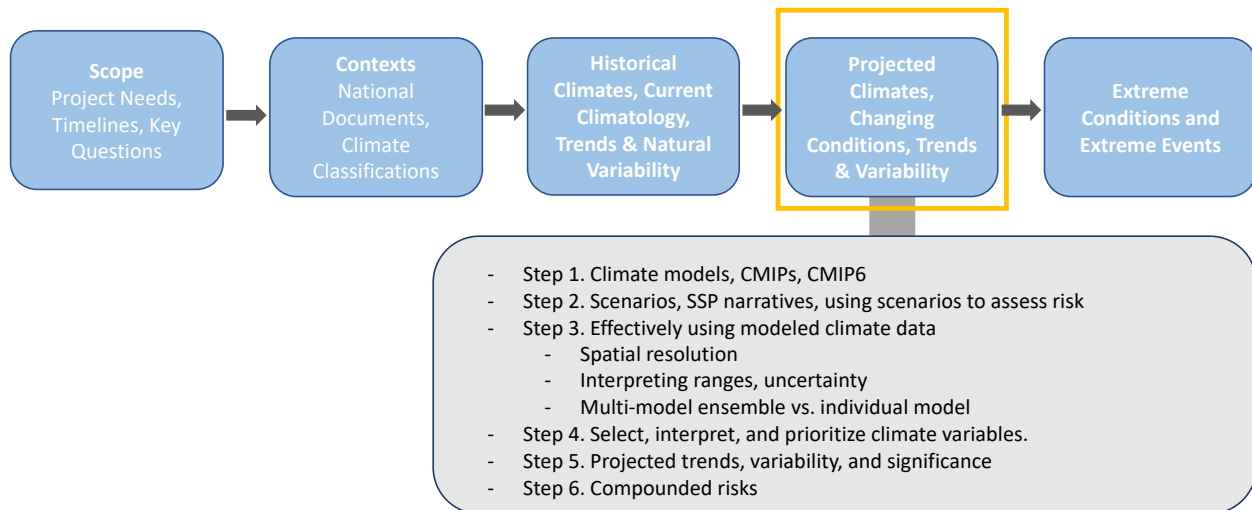 Scope
Project Needs,
Timelines, Key
Questions
Contexts
National
Documents,
Climate
Classifications
Historical
Climates, Current
Climatology,
Trends & Natural
Variability
Projected
Climates,
Changing
Conditions, Trends
& Variability
Extreme
Conditions and
Extreme Events
- Step 1. Climate models, CMIPs, CMIP6
- Step 2. Scenarios, SSP narratives, using scenarios to assess risk
- Step 3. Effectively using modeled climate data
- Spatial resolution
- Interpreting ranges, uncertainty
- Multi-model ensemble vs. individual model
- Step 4. Select, interpret, and prioritize climate variables.
- Step 5. Projected trends, variability, and significance
- Step 6. Compounded risks